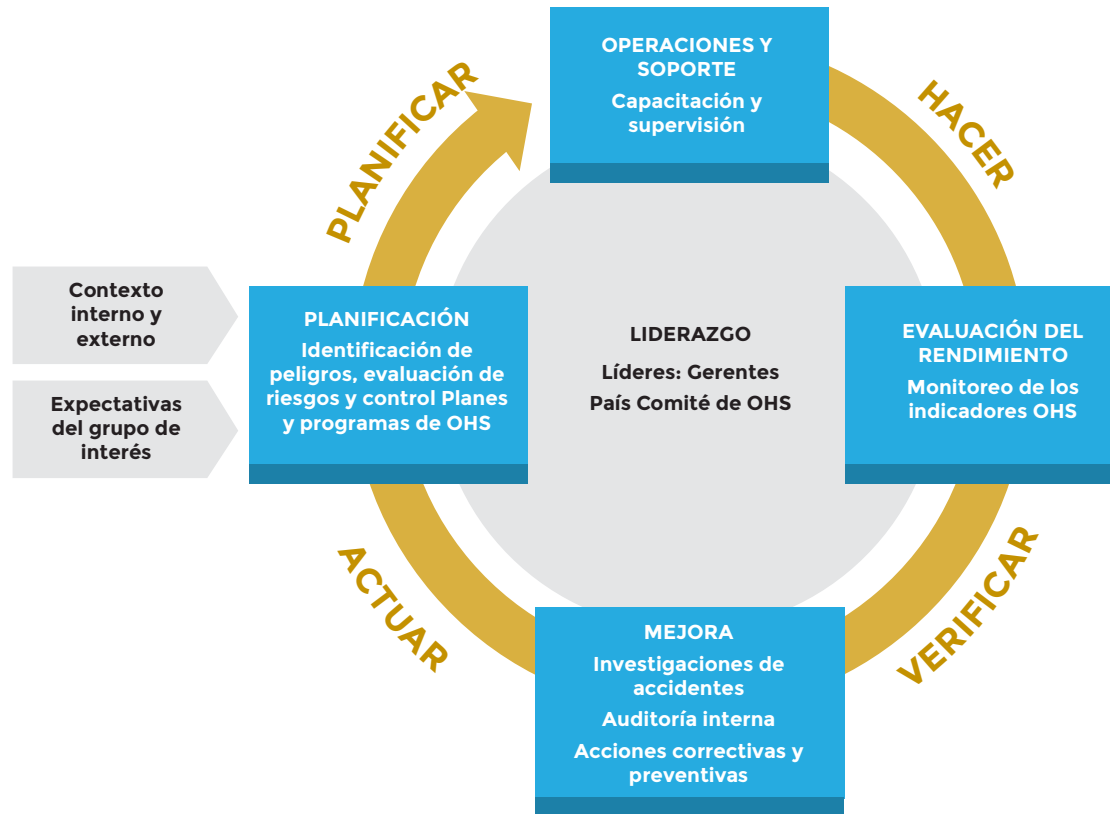 OPERACIONES Y
SOPORTE
Capacitación y
supervisión
PLANIFICAR
HACER
Contexto
interno y
externo
Expectativas
del grupo de
interés
PLANIFICACIÓN
Identificación de
peligros, evaluación de
riesgos y control Planes
y programas de OHS
LIDERAZGO
Líderes: Gerentes
País Comité de OHS
EVALUACIÓN DEL
RENDIMIENTO
Monitoreo de los
indicadores OHS
ACTUAR
VERIFICAR
MEJORA
Investigaciones de
accidentes
Auditoría interna
Acciones correctivas y
preventivas